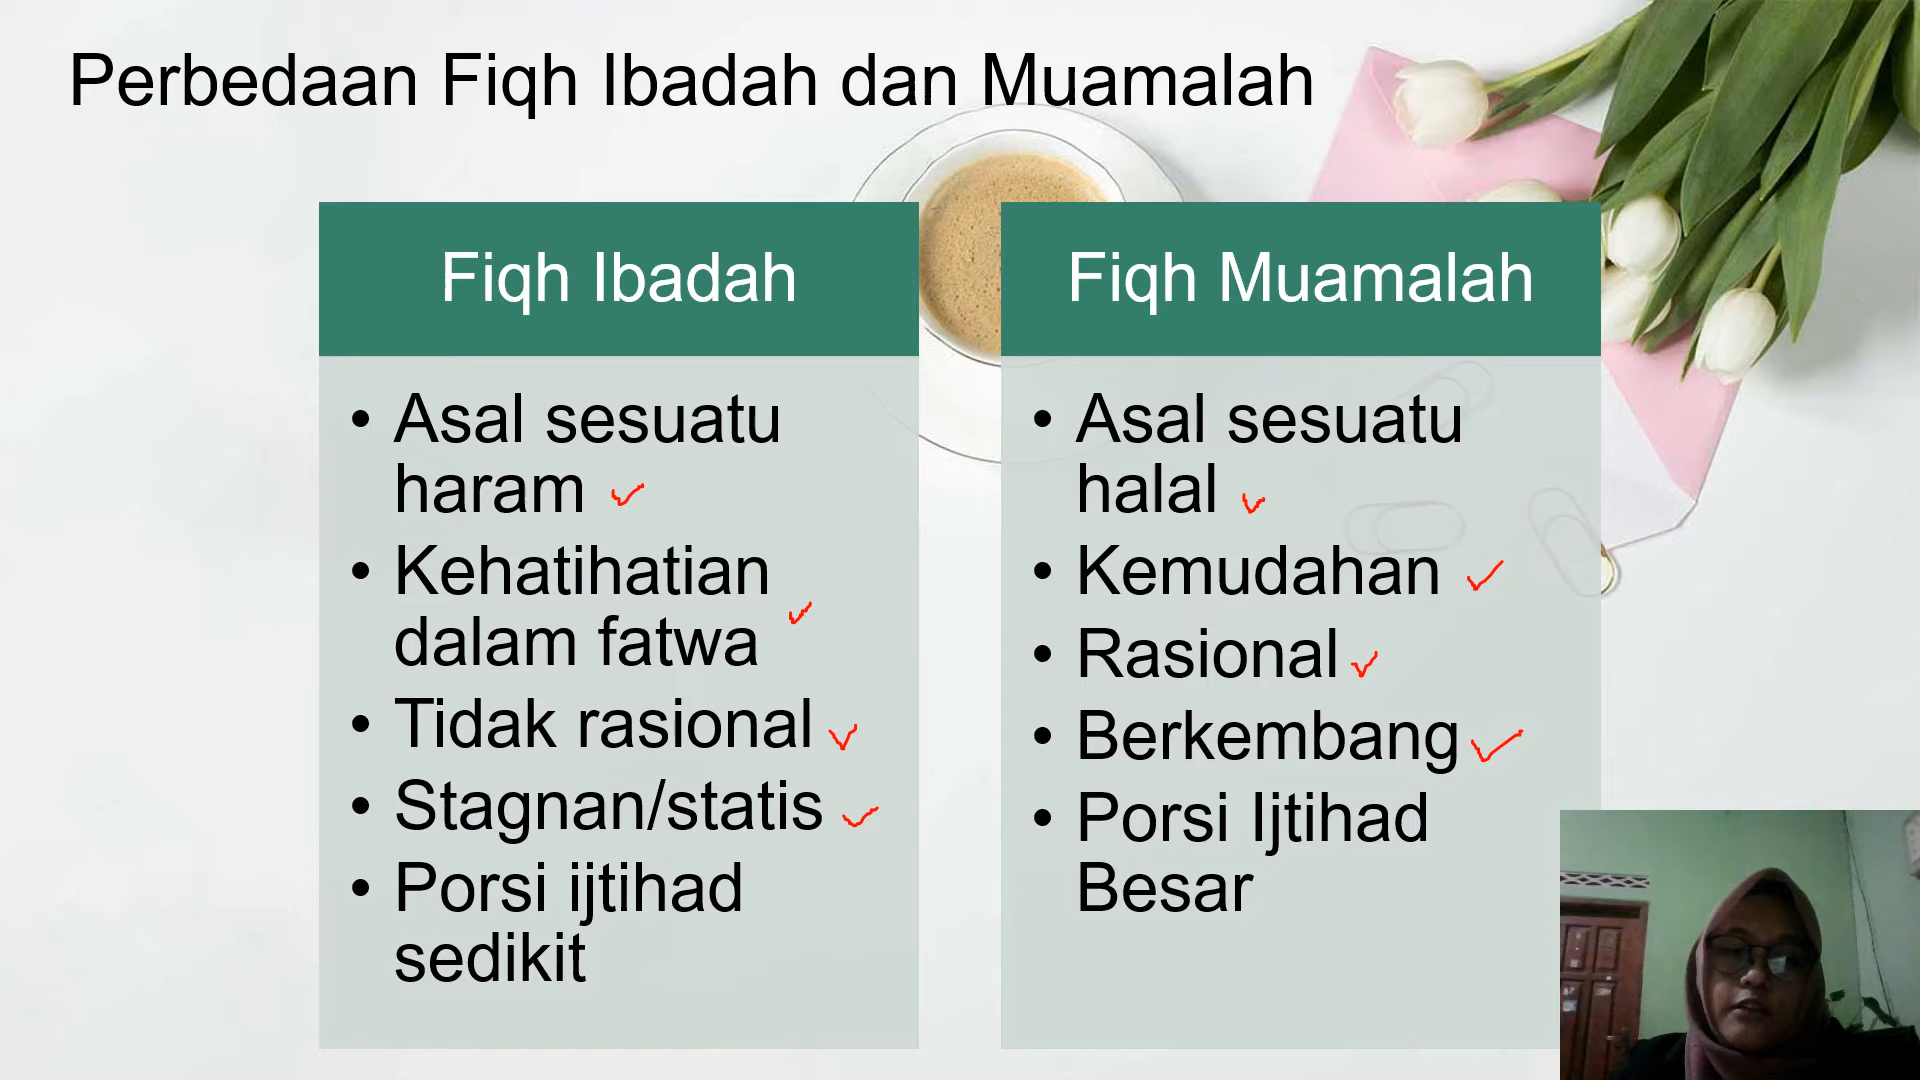 Perbedaan Fiqh Ibadah dan Muamalah
Fiqh Ibadah
• Asal sesuatu
haram
• Kehatihatian
dalam fatwa
• Tidak rasional
• Stagnan/statis
• Porsi ijtihad
sedikit
Fiqh Muamalah
• Asal sesuatu
halal
• Kemudahan
• Rasional
• Berkembang
• Porsi Ijtihad
Besar